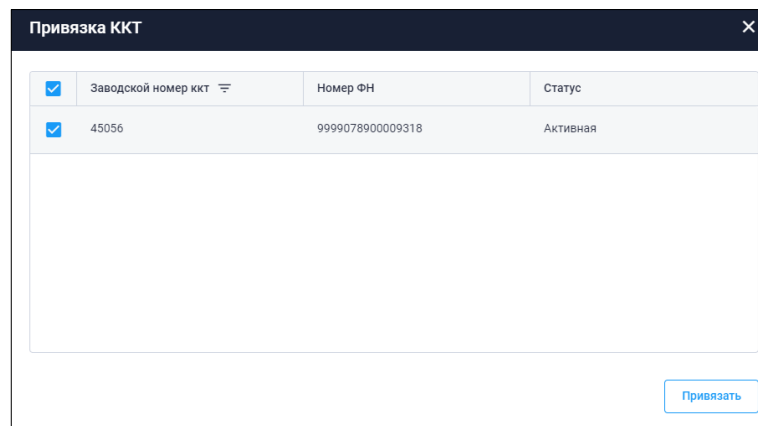 Привязка ККТ
Заводской номер ккт Номер ФН Статус
45056 9999078900009318 Активная
Привязать